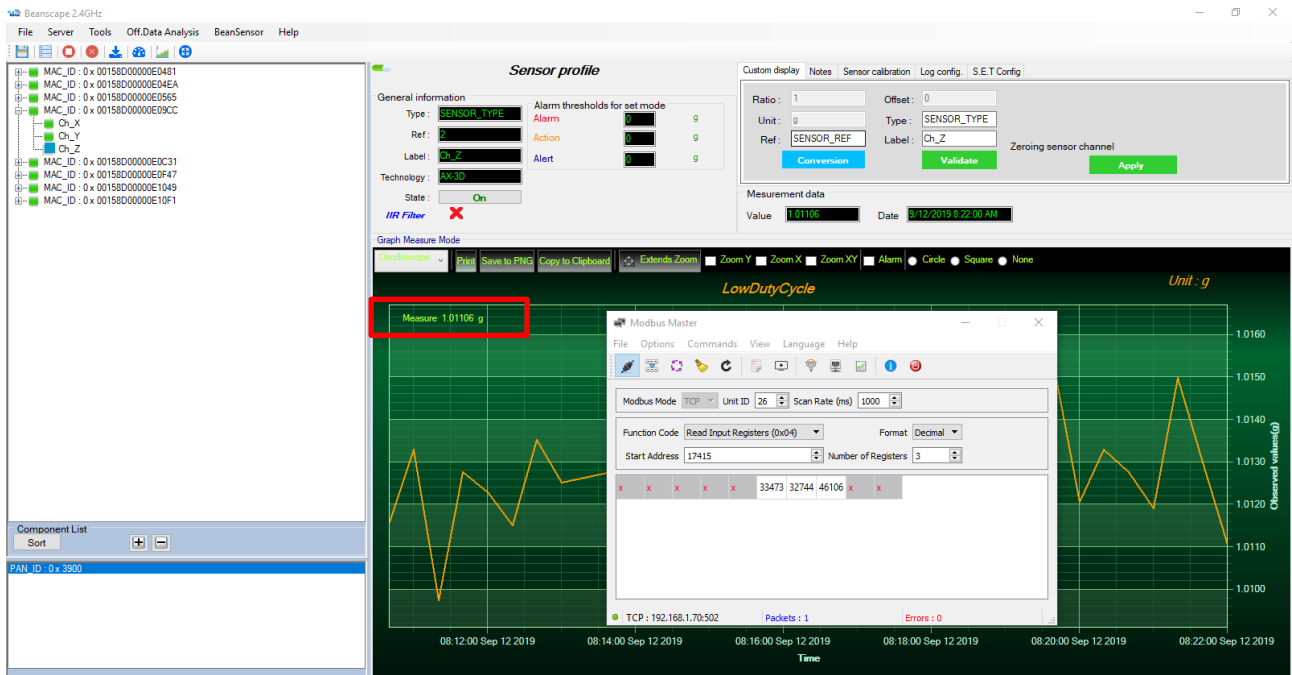 Beanscape 2.4GHz
File Server Tools Off.Data Analysis BeanSensor Help
MAC_ID : 0 x 00158D00000E0481
MAC_ID : 0 x 00158D00000E04EA
MAC_ID : 0 x 00158D00000E0565
MAC_ID : 0 x 00158D00000E09CC
Ch_X
Ch_Y
Ch_Z
MAC_ID : 0 x 00158D00000E0C31
MAC_ID : 0 x 00158D00000E0F47
MAC_ID : 0 x 00158D00000E1049
MAC_ID : 0 x 00158D00000E10F1
Component List
Sort
PAN_ID : 0 x 3900
Sensor profile
General information
Type : SENSOR_TYPE
Ref : 2
Label : Ch_Z
Technology : AX-3D
State : On
IIR Filter
Alarm thresholds for set mode
Alarm 0 g
Action 0 g
Alert 0 g
Custom display Notes Sensor calibration Log config. S.E.T Config
Ratio : 1 Offset : 0
Unit : g Type : SENSOR_TYPE
Ref : SENSOR_REF Label : Ch_Z
Zeroing sensor channel
Conversion Validate Apply
Mesurement data
Value 1.01106 Date 9/12/2019 8:22:00 AM
Graph Measure Mode
Oscilloscope Print Save to PNG Copy to Clipboard Extends Zoom Zoom Y Zoom X Zoom XY Alarm Circle Square None
LowDutyCycle
Unit : g
Measure 1.01106 g
Modbus Master
File Options Commands View Language Help
Modbus Mode TCP Unit ID 26 Scan Rate (ms) 1000
Function Code Read Input Registers (0x04) Format Decimal
Start Address 17415 Number of Registers 3
x x x x x 33473 32744 46106 x x
TCP : 192.168.1.70:502 Packets : 1 Errors : 0
1.0160
1.0150
1.0140
1.0130
1.0120
1.0110
1.0100
Observed values(g)
08:12:00 Sep 12 2019 08:14:00 Sep 12 2019 08:16:00 Sep 12 2019 08:18:00 Sep 12 2019 08:20:00 Sep 12 2019 08:22:00 Sep 12 2019
Time